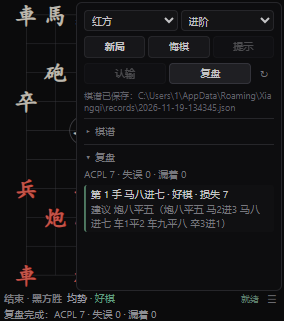 車 馬
砲
卒
兵
炮
車
红方
进阶
新局
悔棋
提示
认输
复盘
↻
棋谱已保存: C:\Users\1\AppData\Roaming\Xia
ngqi\records\2026-11-19-134345.json
▸ 棋谱
▾ 复盘
ACPL 7 · 失误 0 · 漏着 0
第 1 手 马八进七 · 好棋 · 损失 7
建议 炮八平五（炮八平五 马2进3 马八
进七 车1平2 车九平八 卒3进1）
结束 · 黑方胜 均势 · 好棋
就绪 ☰
复盘完成: ACPL 7 · 失误 0 · 漏着 0